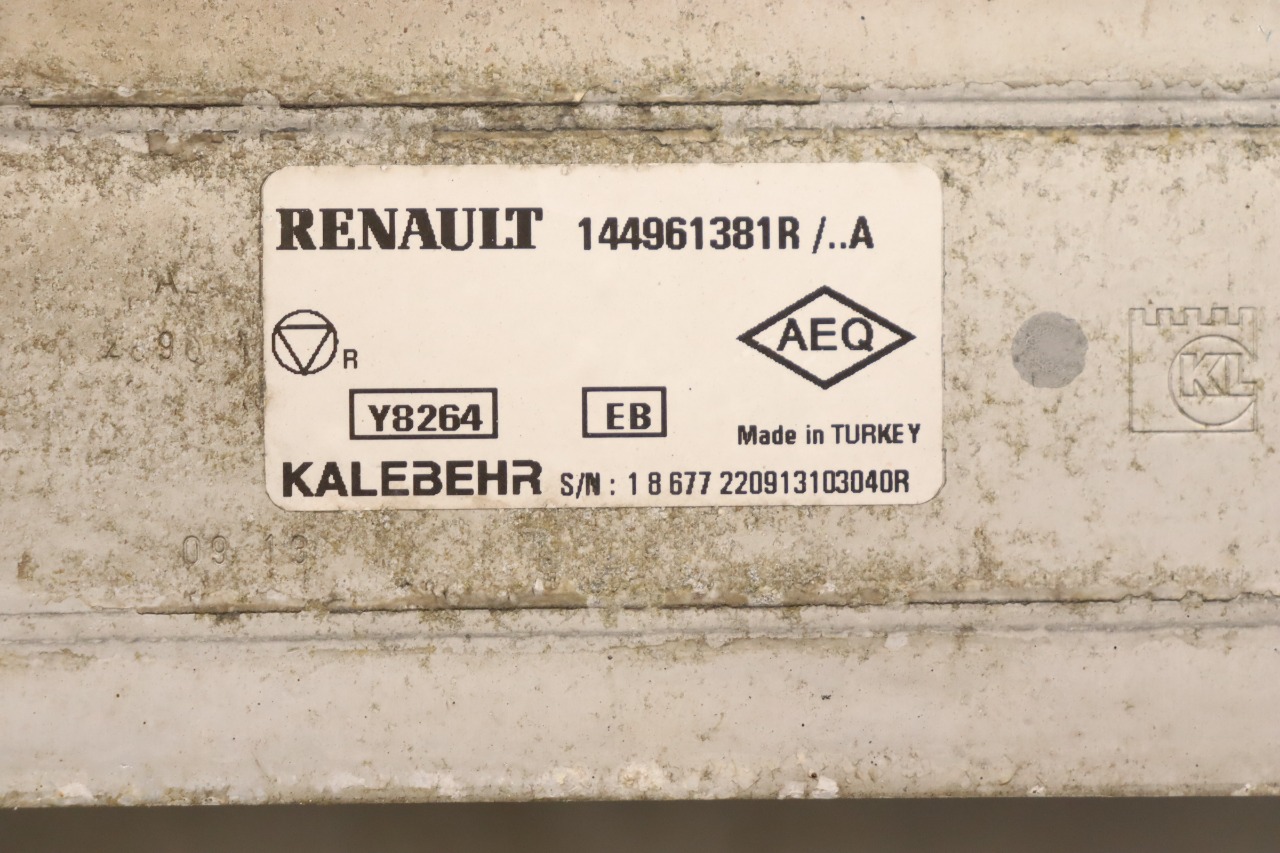 RENAULT 144961381R /..A
AEQ
R
Y8264 EB
Made in TURKEY
KALEBEHR S/N : 1 8 677 220913103040R
KL
09 13